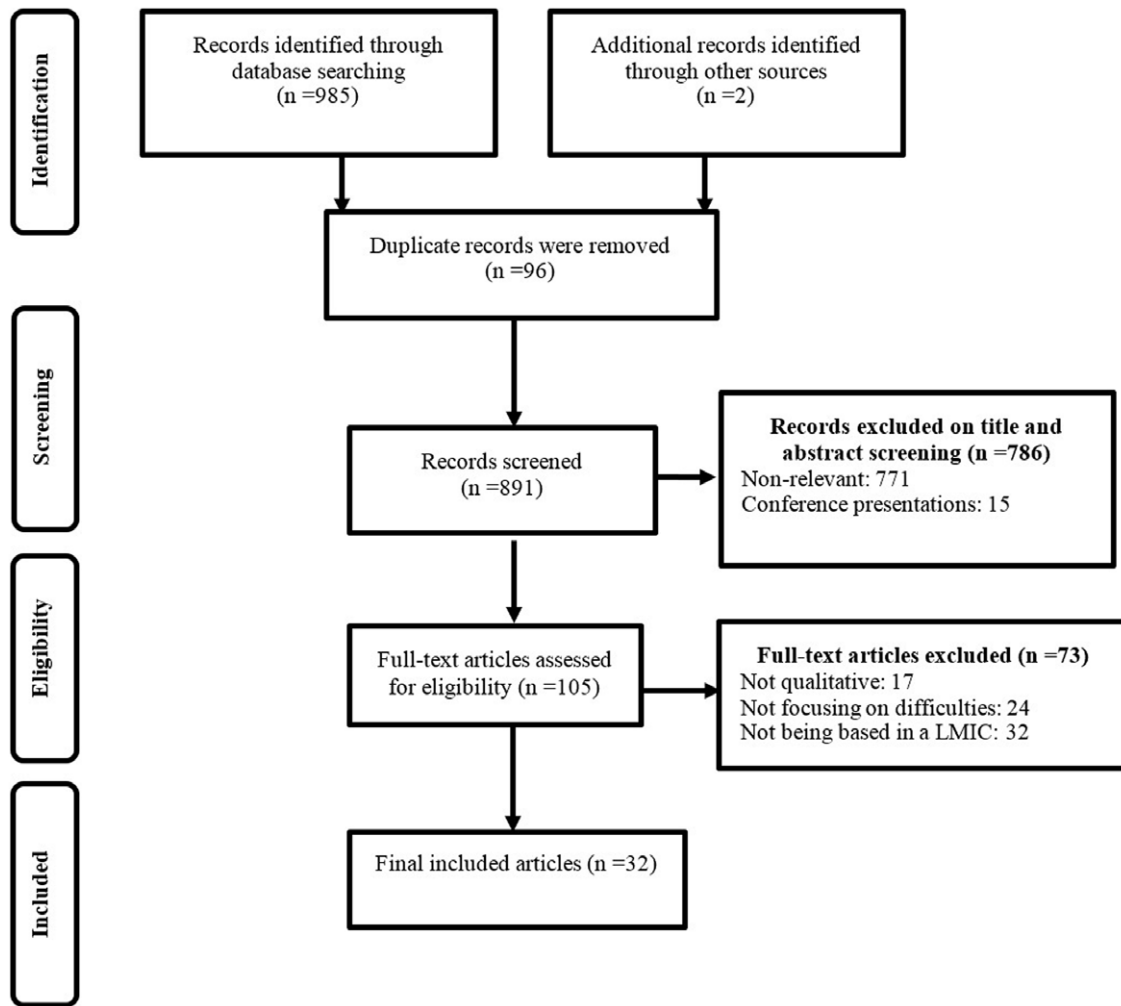 Identification
Records identified through
database searching
(n =985)
Additional records identified
through other sources
(n =2)
Duplicate records were removed
(n =96)
Screening
Records screened
(n =891)
Records excluded on title and
abstract screening (n =786)
Non-relevant: 771
Conference presentations: 15
Eligibility
Full-text articles assessed
for eligibility (n =105)
Full-text articles excluded (n =73)
Not qualitative: 17
Not focusing on difficulties: 24
Not being based in a LMIC: 32
Included
Final included articles (n =32)